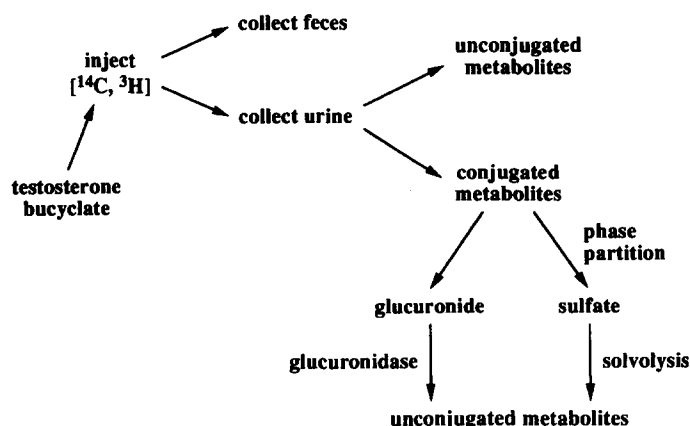 collect feces
inject
[¹⁴C, ³H]
unconjugated
metabolites
collect urine
testosterone
bucyclate
conjugated
metabolites
phase
partition
glucuronide
sulfate
glucuronidase
solvolysis
unconjugated metabolites